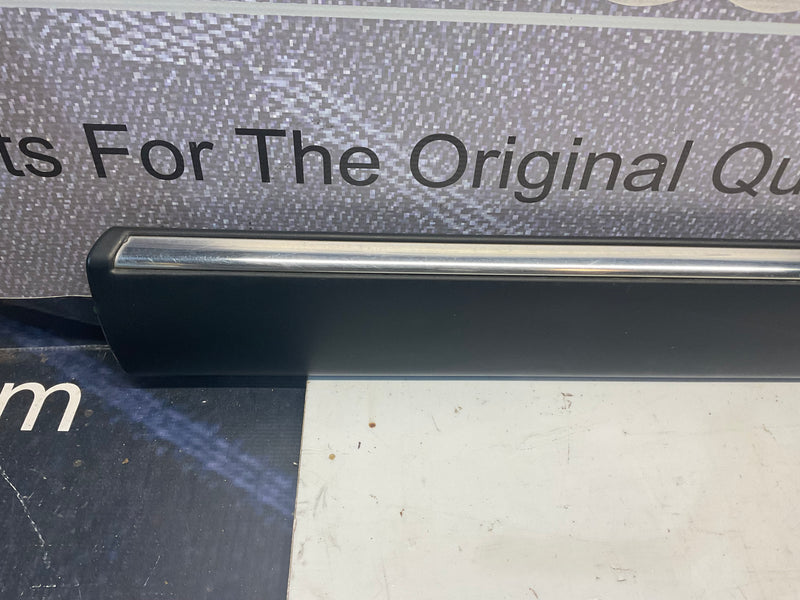 ts For The Original Qu
m